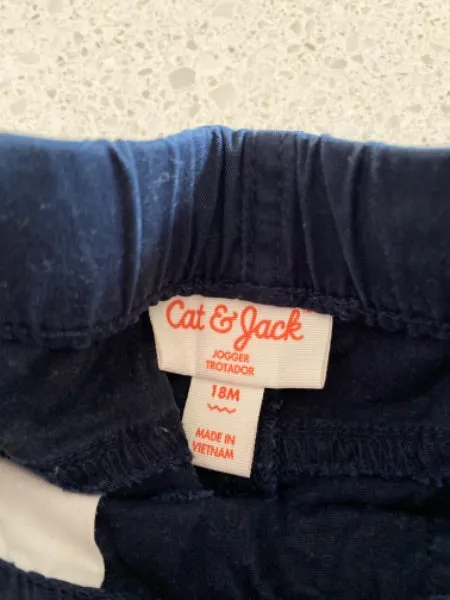 Cat & Jack
JOGGER
TROTADOR
18M
MADE IN
VIETNAM